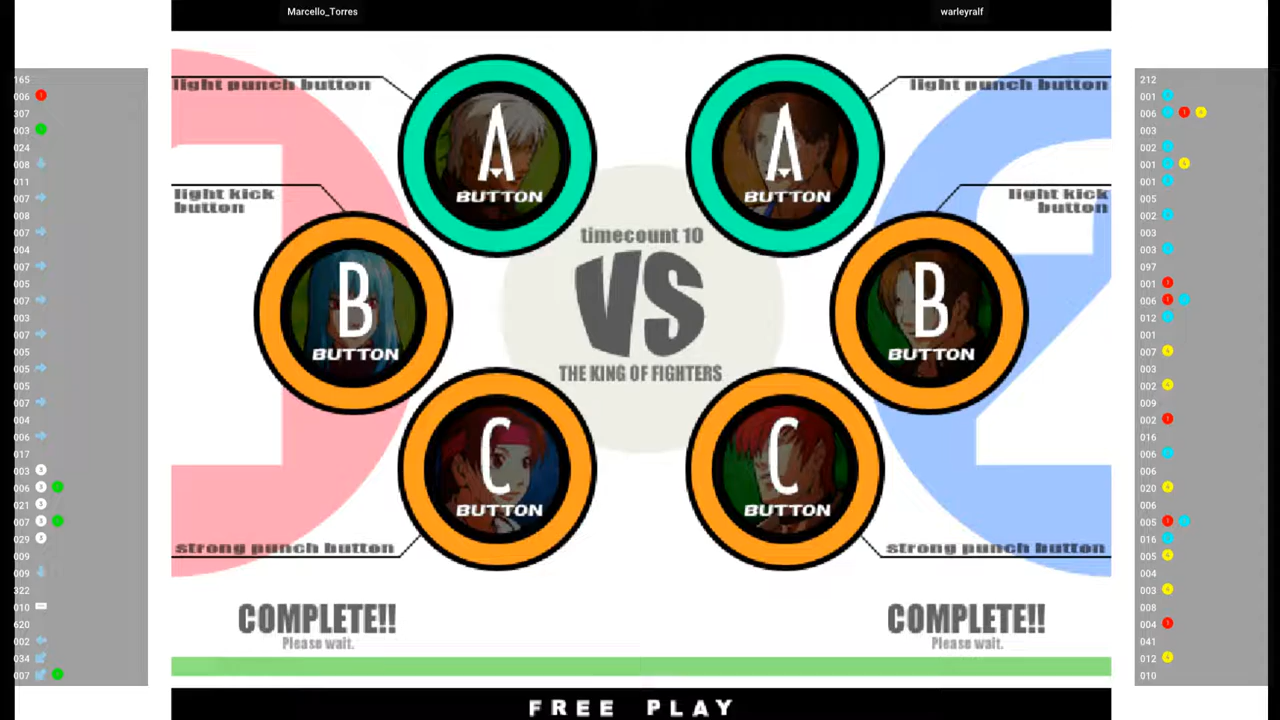 Marcello_Torres
warleyralf
165
006
307
003
024
008
011
007
008
007
004
007
005
007
003
007
005
005
005
007
004
006
017
003
006
021
007
029
009
009
322
010
620
002
034
007
light punch button
light kick
button
strong punch button
A
BUTTON
B
BUTTON
C
BUTTON
timecount 10
VS
THE KING OF FIGHTERS
A
BUTTON
B
BUTTON
C
BUTTON
light punch button
light kick
button
strong punch button
COMPLETE!!
Please wait.
COMPLETE!!
Please wait.
FREE PLAY
212
001
006
003
002
001
001
005
002
003
003
097
001
006
012
001
007
003
002
009
002
016
006
006
020
006
005
016
005
004
003
008
004
041
012
010